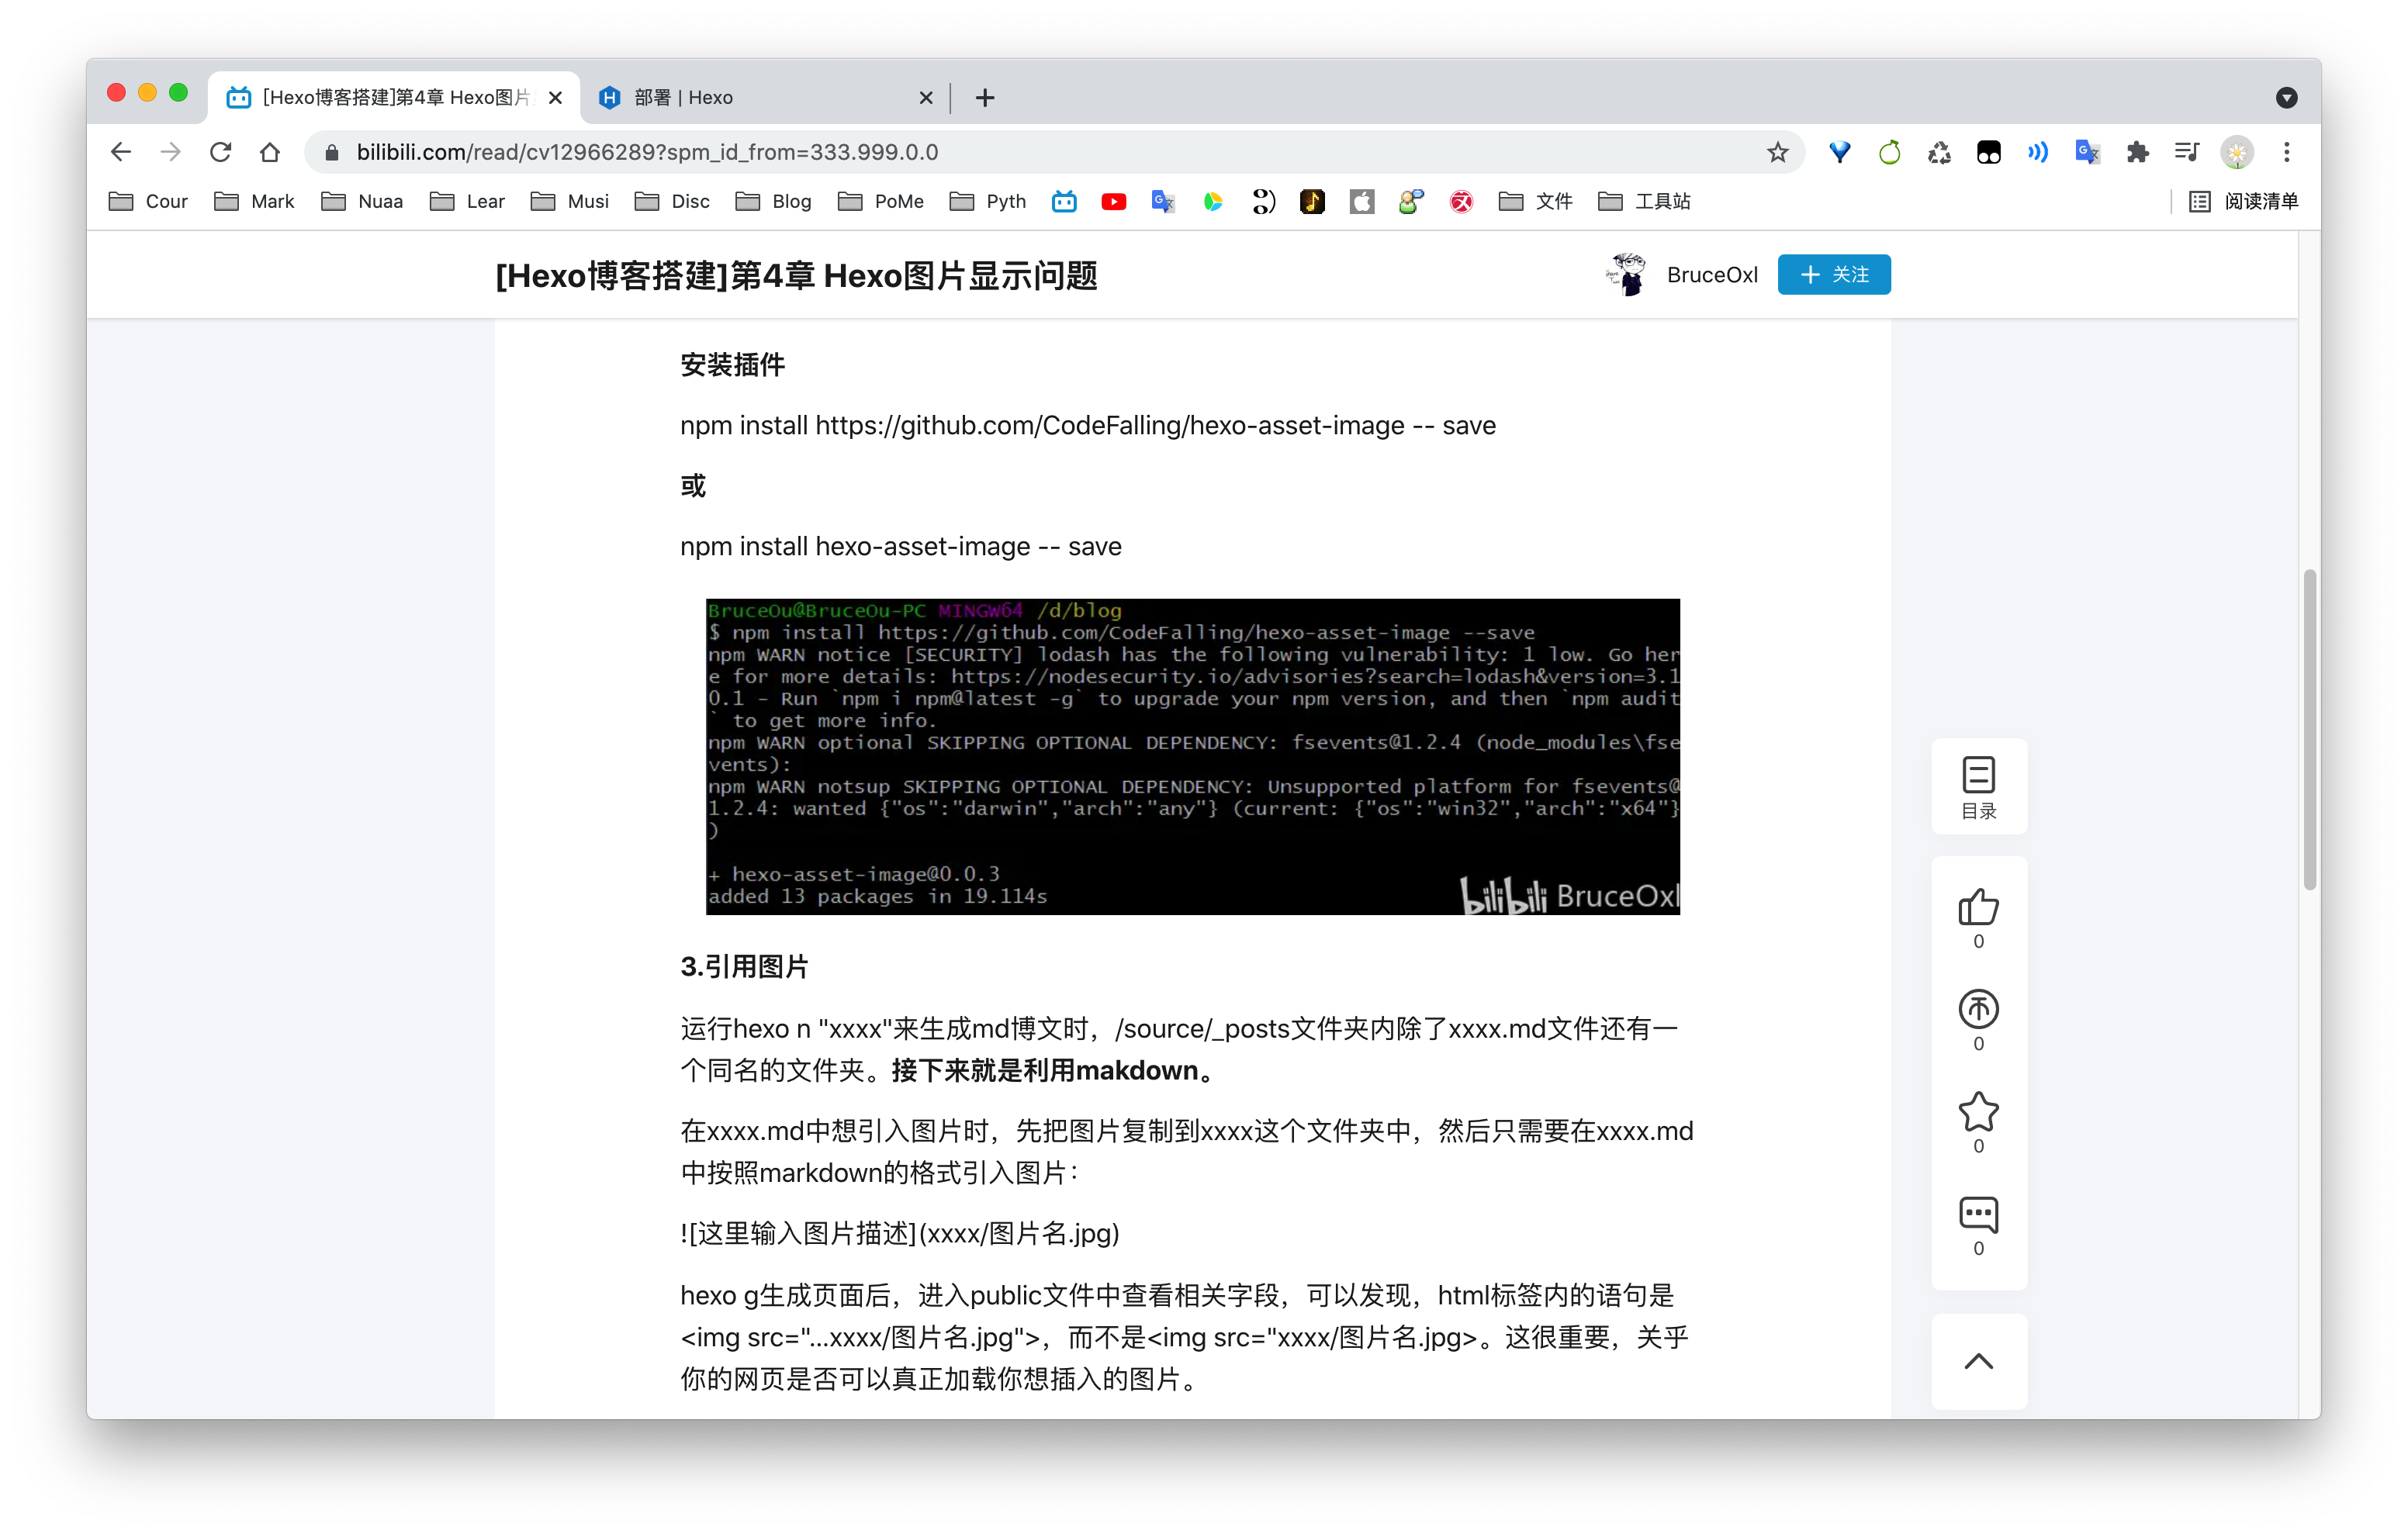 [Hexo博客搭建]第4章 Hexo图片
部署 | Hexo
bilibili.com/read/cv12966289?spm_id_from=333.999.0.0
Cour Mark Nuaa Lear Musi Disc Blog PoMe Pyth 文件 工具站 阅读清单
[Hexo博客搭建]第4章 Hexo图片显示问题
BruceOxl
关注
安装插件
npm install https://github.com/CodeFalling/hexo-asset-image -- save
或
npm install hexo-asset-image -- save
BruceOu@BruceOu-PC MINGW64 /d/blog
$ npm install https://github.com/CodeFalling/hexo-asset-image --save
npm WARN notice [SECURITY] lodash has the following vulnerability: 1 low. Go her
e for more details: https://nodesecurity.io/advisories?search=lodash&version=3.1
0.1 - Run `npm i npm@latest -g` to upgrade your npm version, and then `npm audit
` to get more info.
npm WARN optional SKIPPING OPTIONAL DEPENDENCY: fsevents@1.2.4 (node_modules\fse
vents):
npm WARN notsup SKIPPING OPTIONAL DEPENDENCY: Unsupported platform for fsevents@
1.2.4: wanted {"os":"darwin","arch":"any"} (current: {"os":"win32","arch":"x64"}
)
+ hexo-asset-image@0.0.3
added 13 packages in 19.114s
bilibili BruceOxl
3.引用图片
运行hexo n "xxxx"来生成md博文时，/source/_posts文件夹内除了xxxx.md文件还有一
个同名的文件夹。接下来就是利用makdown。
在xxxx.md中想引入图片时，先把图片复制到xxxx这个文件夹中，然后只需要在xxxx.md
中按照markdown的格式引入图片：
![这里输入图片描述](xxxx/图片名.jpg)
hexo g生成页面后，进入public文件中查看相关字段，可以发现，html标签内的语句是
<img src="...xxxx/图片名.jpg">，而不是<img src="xxxx/图片名.jpg>。这很重要，关乎
你的网页是否可以真正加载你想插入的图片。
目录
0
0
0
0